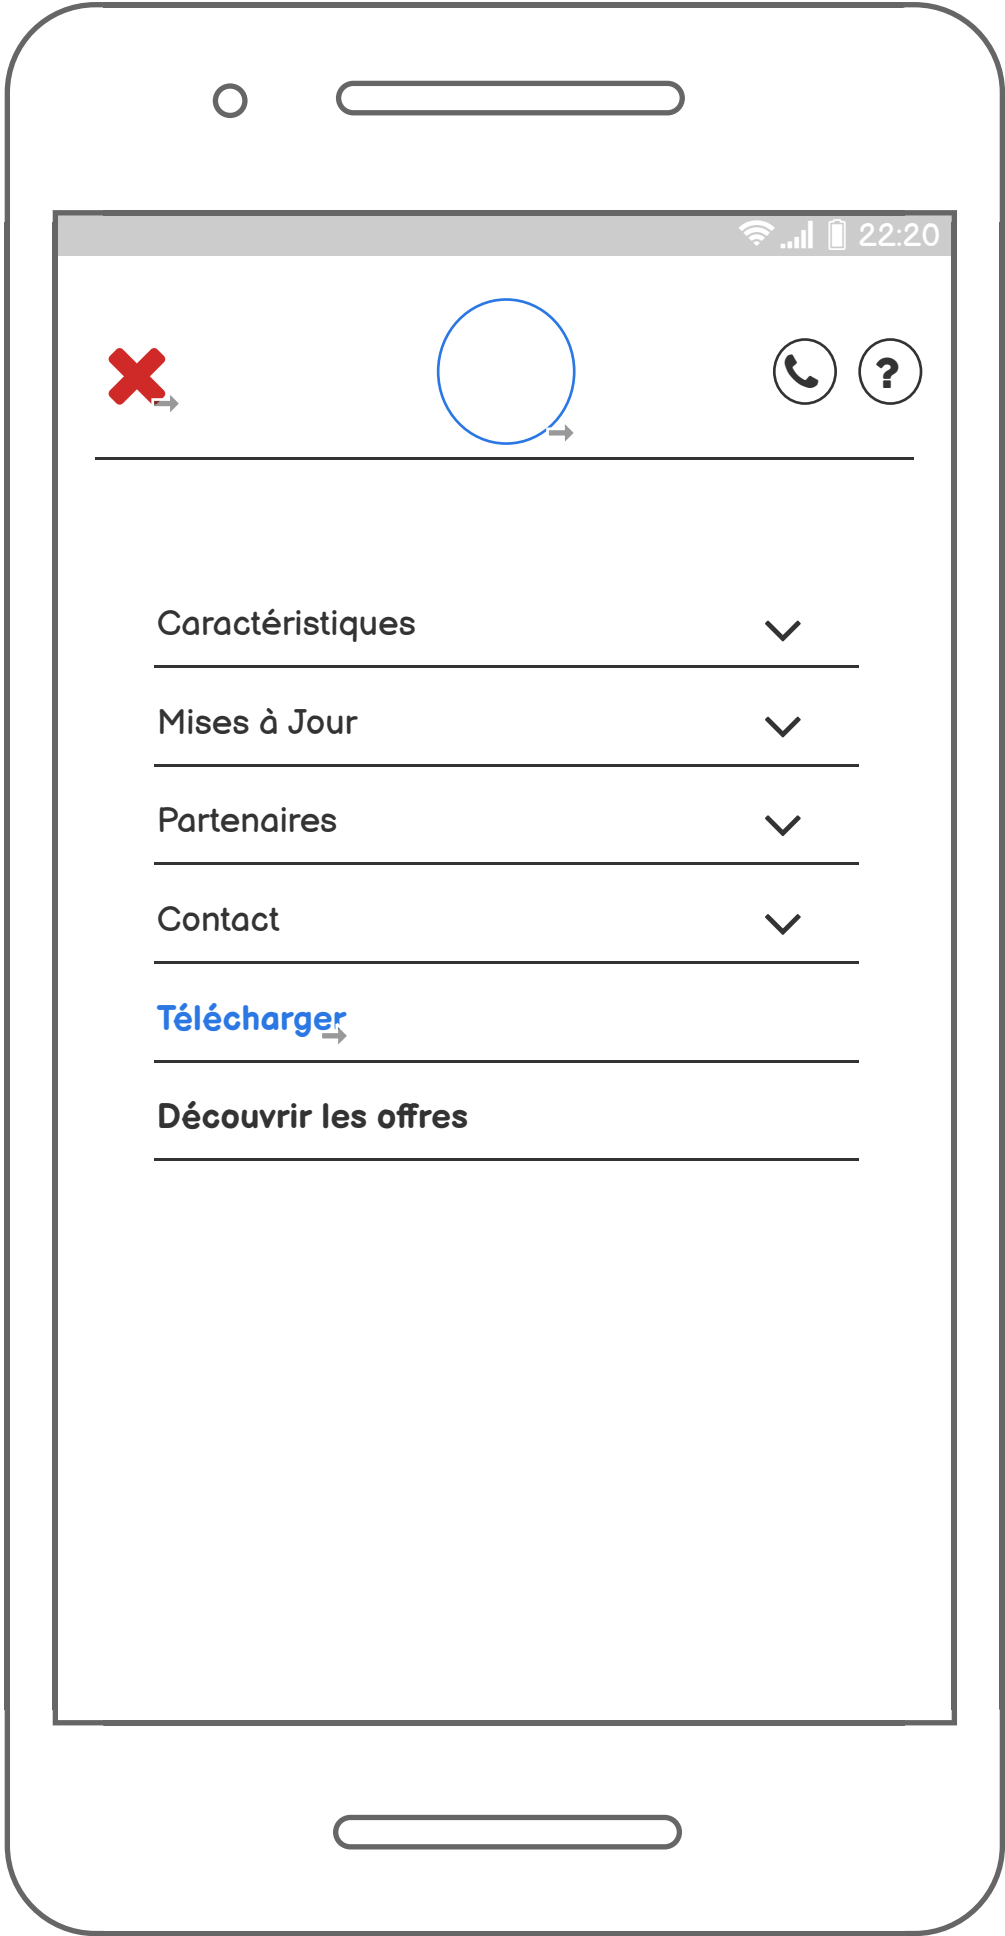 22:20
?
Caractéristiques
Mises à Jour
Partenaires
Contact
Télécharger
Découvrir les offres